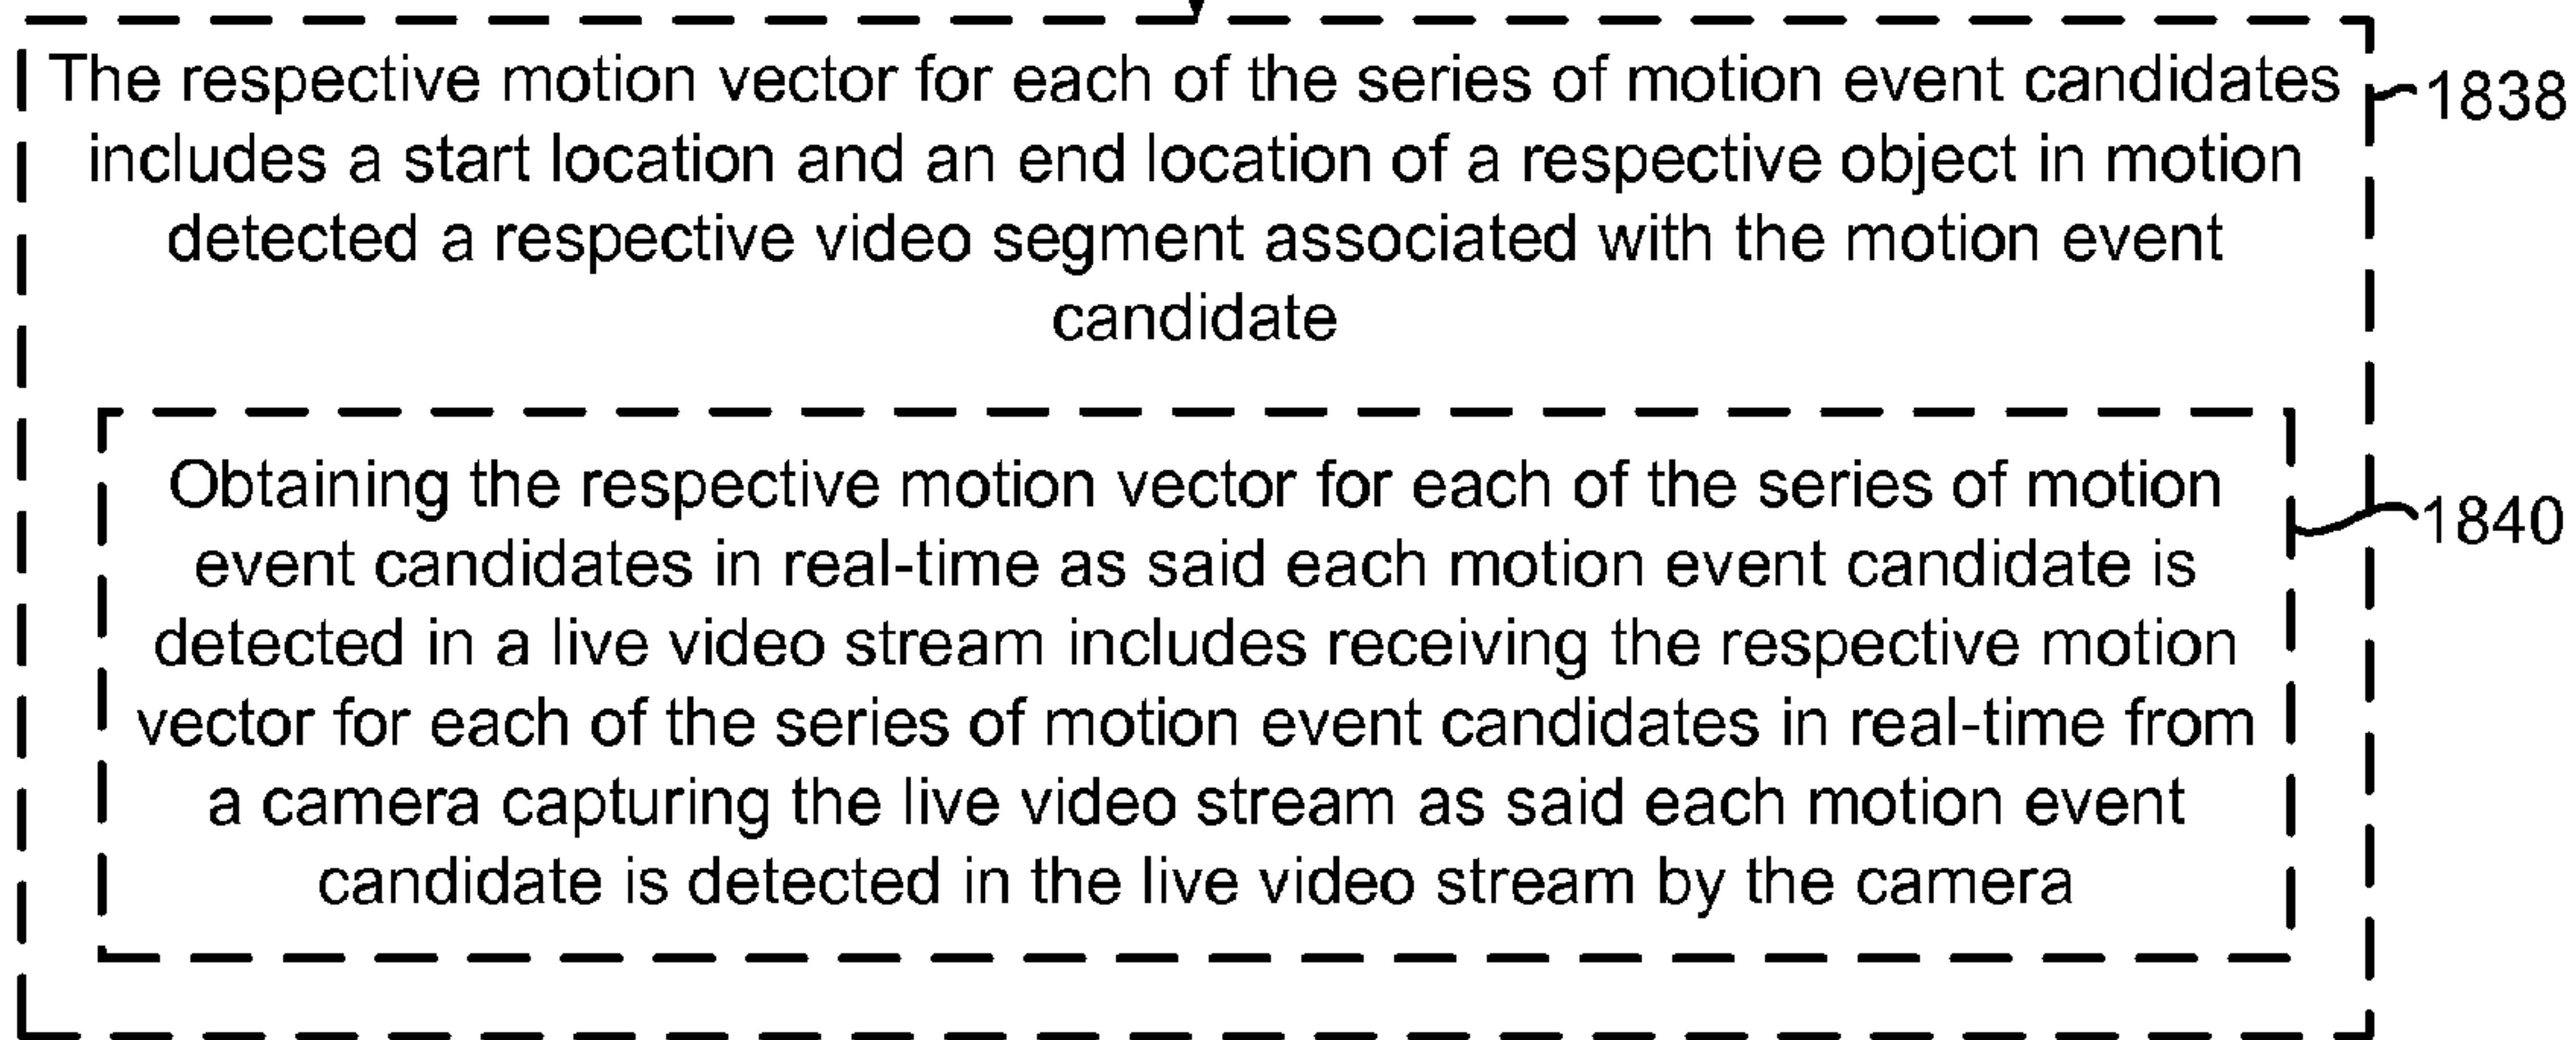 The respective motion vector for each of the series of motion event candidates
includes a start location and an end location of a respective object in motion
detected a respective video segment associated with the motion event
candidate
1838
Obtaining the respective motion vector for each of the series of motion
event candidates in real-time as said each motion event candidate is
detected in a live video stream includes receiving the respective motion
vector for each of the series of motion event candidates in real-time from
a camera capturing the live video stream as said each motion event
candidate is detected in the live video stream by the camera
1840